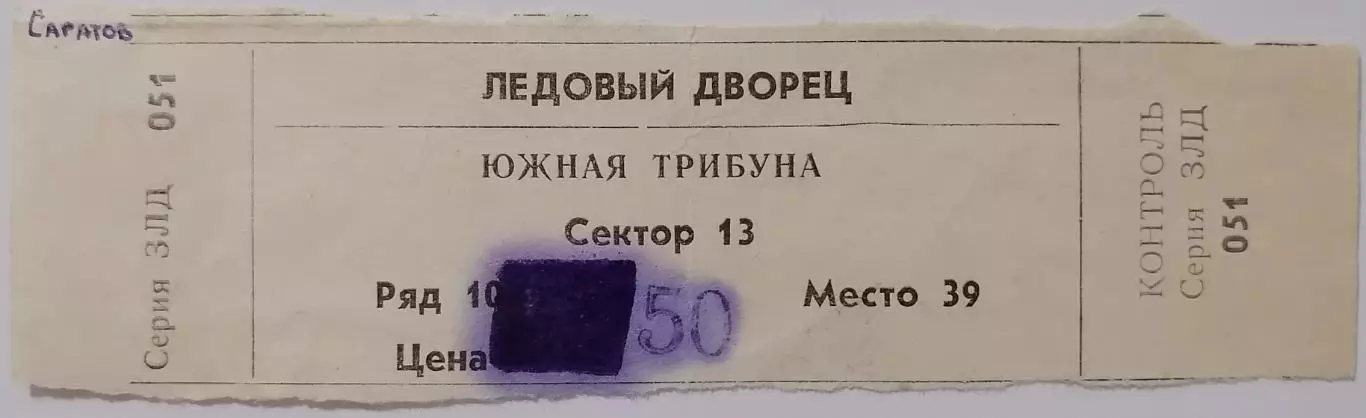 САРАТОВ
Серия ЗЛД 051
ЛЕДОВЫЙ ДВОРЕЦ
ЮЖНАЯ ТРИБУНА
Сектор 13
Ряд 10 Место 39
Цена 50
КОНТРОЛЬ
Серия ЗЛД
051